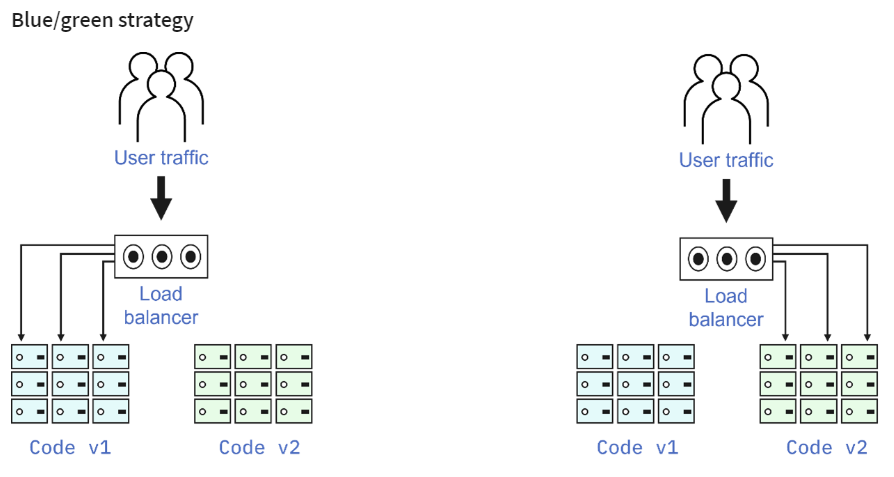 Blue/green strategy
User traffic
Load
balancer
Code v1
Code v2
User traffic
Load
balancer
Code v1
Code v2